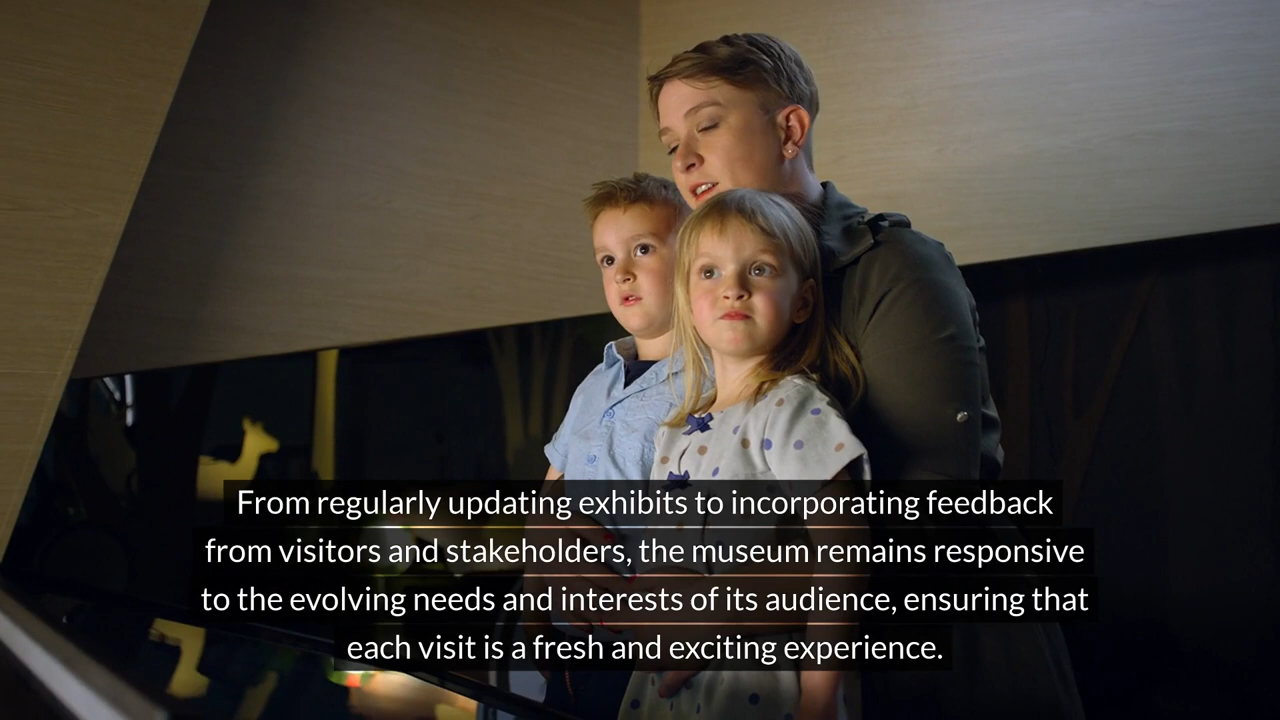 From regularly updating exhibits to incorporating feedback
from visitors and stakeholders, the museum remains responsive
to the evolving needs and interests of its audience, ensuring that
each visit is a fresh and exciting experience.